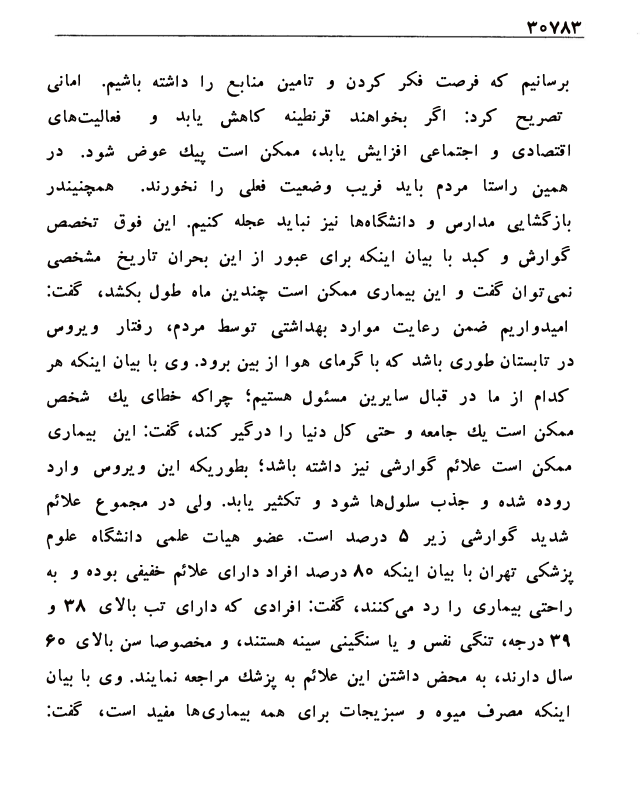 ۳۰۷۸۳
برسانیم که فرصت فکر کردن و تامین منابع را داشته باشیم. امانی
تصریح کرد: اگر بخواهند قرنطینه کاهش یابد و فعالیت‌های
اقتصادی و اجتماعی افزایش یابد، ممکن است پیك عوض شود. در
همین راستا مردم باید فریب وضعیت فعلی را نخورند. همچنیندر
بازگشایی مدارس و دانشگاه‌ها نیز نباید عجله کنیم. این فوق تخصص
گوارش و کبد با بیان اینکه برای عبور از این بحران تاریخ مشخصی
نمی‌توان گفت و این بیماری ممکن است چندین ماه طول بکشد، گفت:
امیدواریم ضمن رعایت موارد بهداشتی توسط مردم، رفتار ویروس
در تابستان طوری باشد که با گرمای هوا از بین برود. وی با بیان اینکه هر
کدام از ما در قبال سایرین مسئول هستیم؛ چراکه خطای یك شخص
ممکن است یك جامعه و حتی کل دنیا را درگیر کند، گفت: این بیماری
ممکن است علائم گوارشی نیز داشته باشد؛ بطوریکه این ویروس وارد
روده شده و جذب سلول‌ها شود و تکثیر یابد. ولی در مجموع علائم
شدید گوارشی زیر ۵ درصد است. عضو هیات علمی دانشگاه علوم
پزشکی تهران با بیان اینکه ۸۰ درصد افراد دارای علائم خفیفی بوده و به
راحتی بیماری را رد می‌کنند، گفت: افرادی که دارای تب بالای ۳۸ و
۳۹ درجه، تنگی نفس و یا سنگینی سینه هستند، و مخصوصا سن بالای ۶۰
سال دارند، به محض داشتن این علائم به پزشك مراجعه نمایند. وی با بیان
اینکه مصرف میوه و سبزیجات برای همه بیماری‌ها مفید است، گفت: